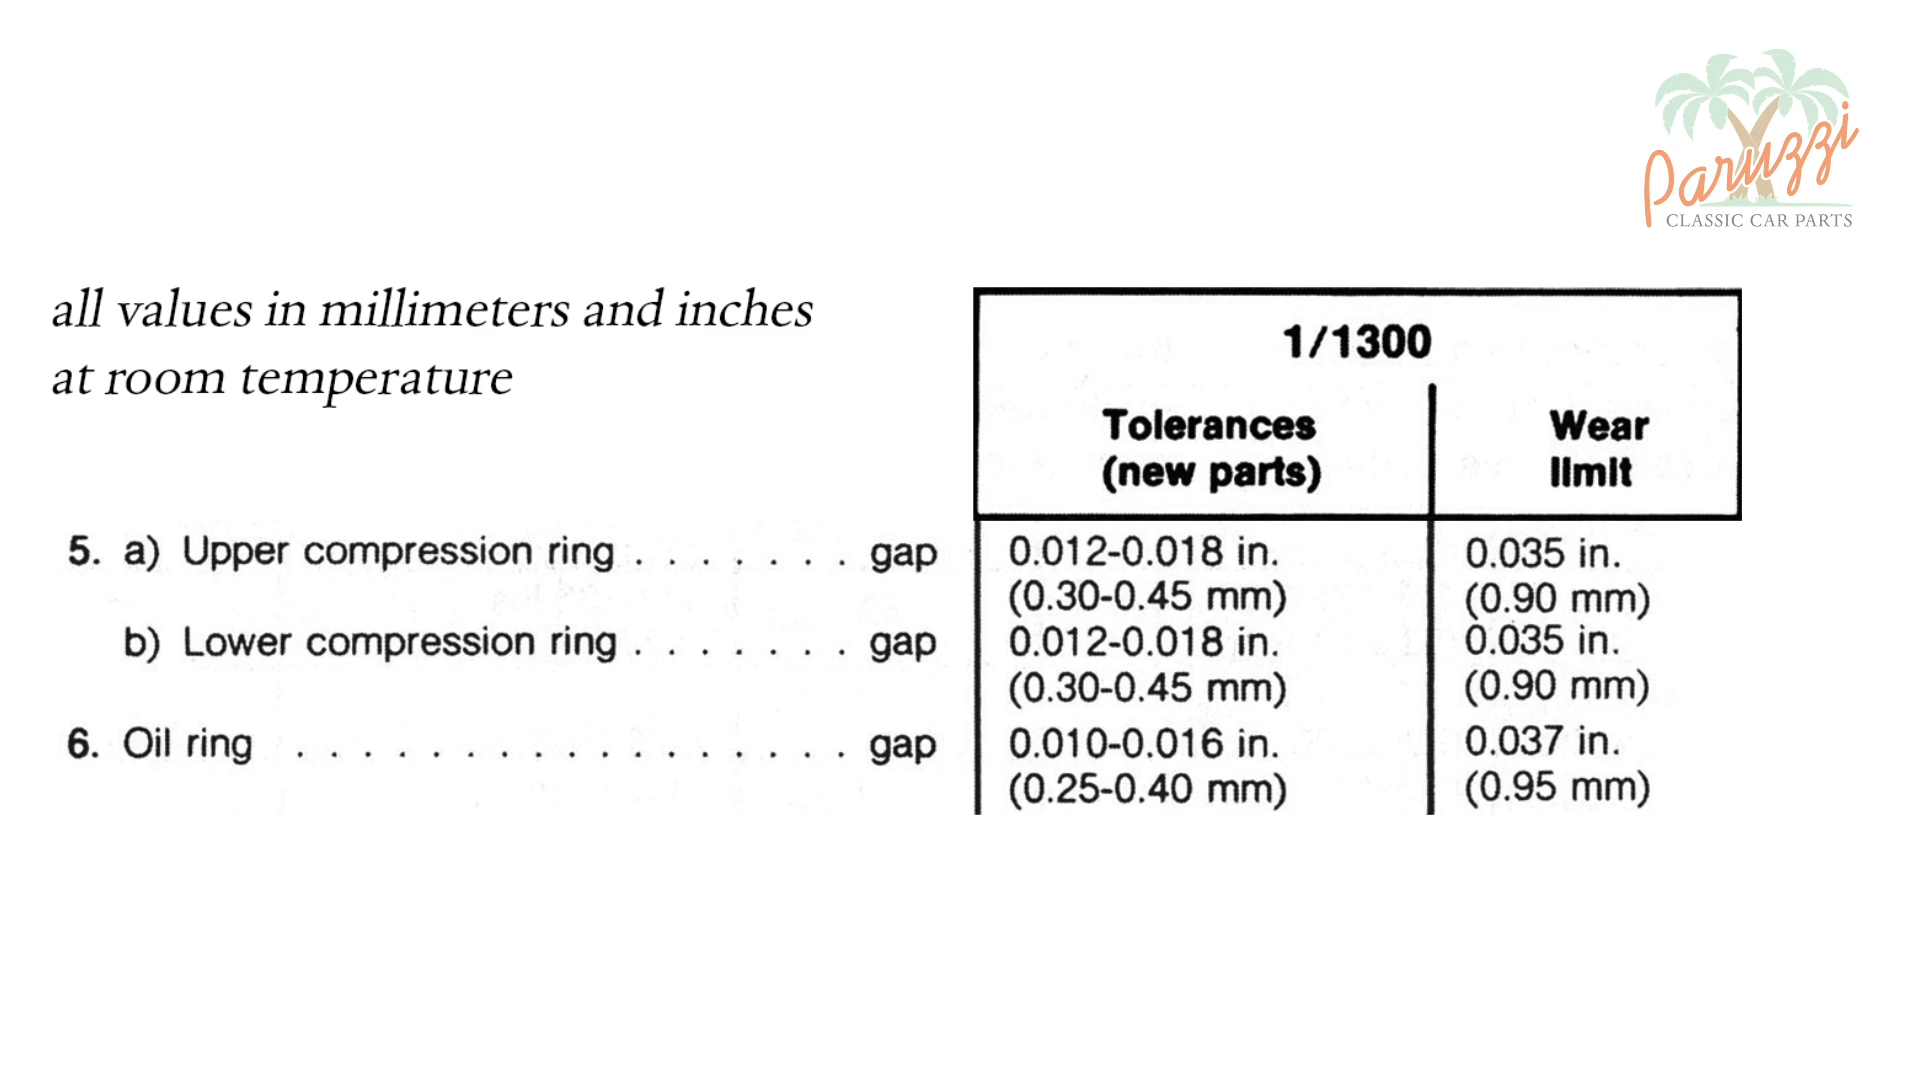 Paruzzi
CLASSIC CAR PARTS
all values in millimeters and inches
at room temperature
1/1300
Tolerances
(new parts)
Wear
limit
5. a) Upper compression ring . . . . . . . gap 0.012-0.018 in. 0.035 in.
(0.30-0.45 mm) (0.90 mm)
b) Lower compression ring . . . . . . . gap 0.012-0.018 in. 0.035 in.
(0.30-0.45 mm) (0.90 mm)
6. Oil ring . . . . . . . . . . . . . . . . . gap 0.010-0.016 in. 0.037 in.
(0.25-0.40 mm) (0.95 mm)